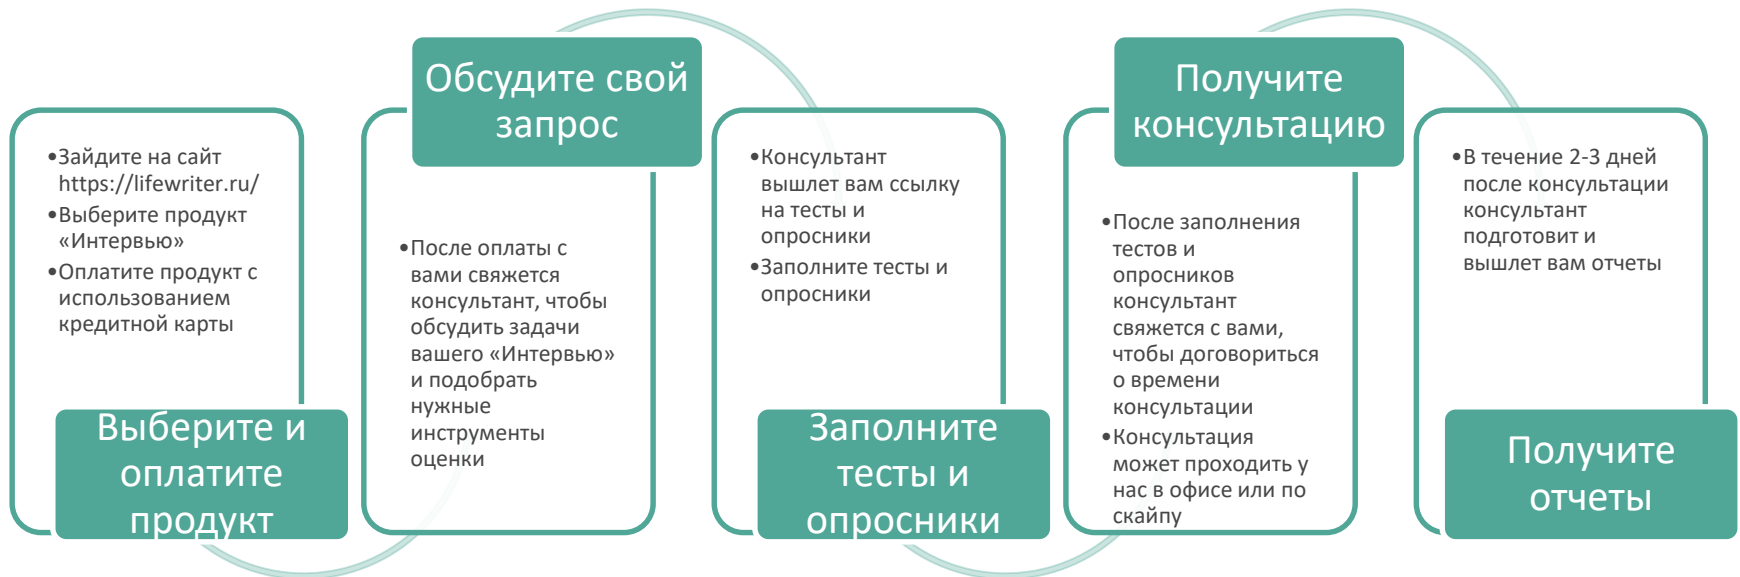 •Зайдите на сайт
https://lifewriter.ru/
•Выберите продукт
«Интервью»
•Оплатите продукт с
использованием
кредитной карты
Выберите и
оплатите
продукт
Обсудите свой
запрос
•После оплаты с
вами свяжется
консультант, чтобы
обсудить задачи
вашего «Интервью»
и подобрать
нужные
инструменты
оценки
•Консультант
вышлет вам ссылку
на тесты и
опросники
•Заполните тесты и
опросники
Заполните
тесты и
опросники
Получите
консультацию
•После заполнения
тестов и
опросников
консультант
свяжется с вами,
чтобы договориться
о времени
консультации
•Консультация
может проходить у
нас в офисе или по
скайпу
•В течение 2-3 дней
после консультации
консультант
подготовит и
вышлет вам отчеты
Получите
отчеты